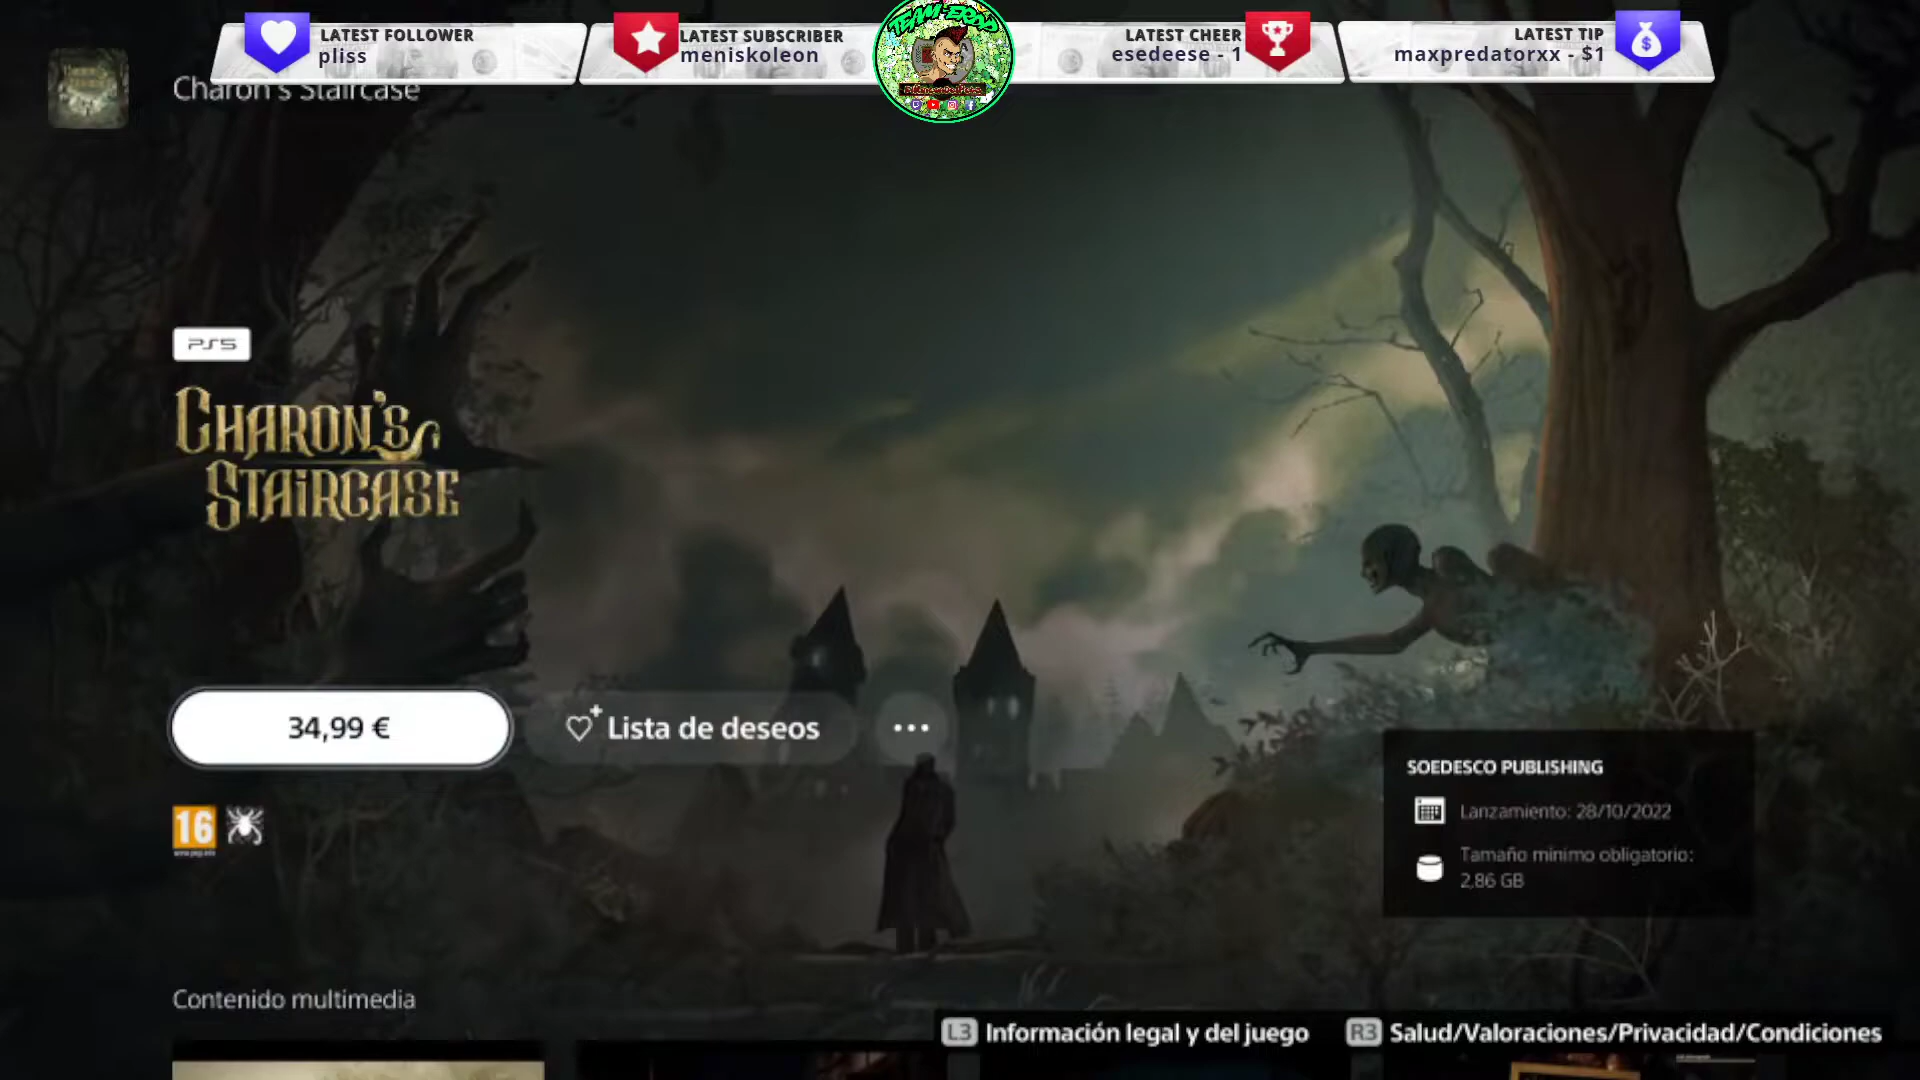 LATEST FOLLOWER
pliss
LATEST SUBSCRIBER
meniskoleon
TEAM-EROD
LATEST CHEER
esedeese - 1
LATEST TIP
maxpredatorxx - $1
Charon's Staircase
PS5
CHARON'S
STAIRCASE
34,99 €
Lista de deseos
SOEDESCO PUBLISHING
Lanzamiento: 28/10/2022
Tamaño mínimo obligatorio:
2,86 GB
16
Contenido multimedia
L3 Información legal y del juego
R3 Salud/Valoraciones/Privacidad/Condiciones